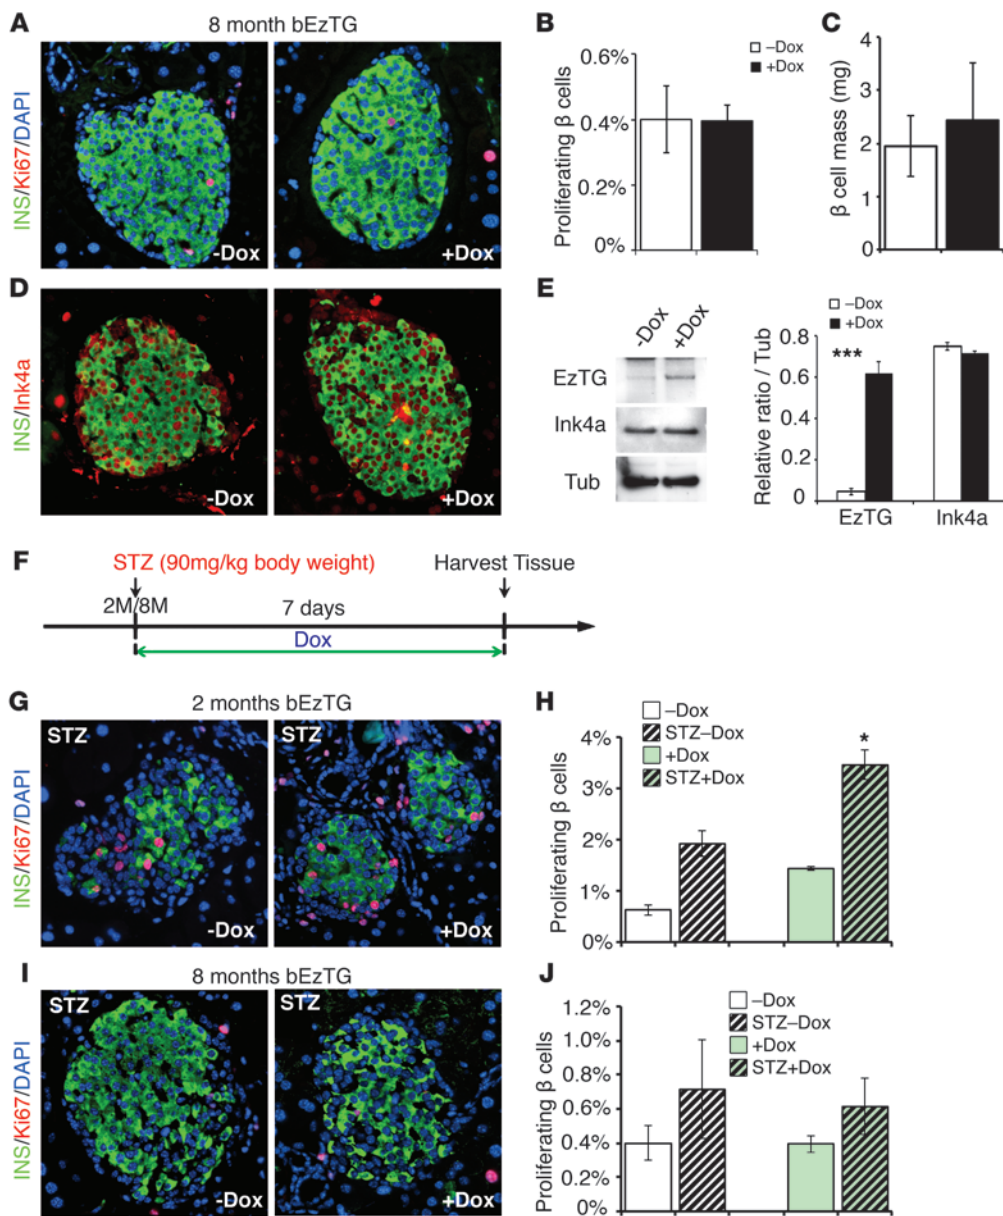 A
8 month bEzTG
INS/Ki67/DAPI
-Dox
+Dox
B
Proliferating β cells
0.6%
0.4%
0.2%
0%
–Dox
+Dox
C
β cell mass (mg)
4
3
2
1
0
D
INS/Ink4a
-Dox
+Dox
E
-Dox
+Dox
EzTG
Ink4a
Tub
–Dox
+Dox
Relative ratio / Tub
0.8
0.4
0
***
EzTG
Ink4a
F
STZ (90mg/kg body weight)
Harvest Tissue
2M/8M
7 days
Dox
G
2 months bEzTG
INS/Ki67/DAPI
STZ
-Dox
STZ
+Dox
H
–Dox
STZ–Dox
+Dox
STZ+Dox
Proliferating β cells
4%
3%
2%
1%
0%
*
I
8 months bEzTG
INS/Ki67/DAPI
STZ
-Dox
STZ
+Dox
J
–Dox
STZ–Dox
+Dox
STZ+Dox
Proliferating β cells
1.2%
1.0%
0.8%
0.6%
0.4%
0.2%
0%